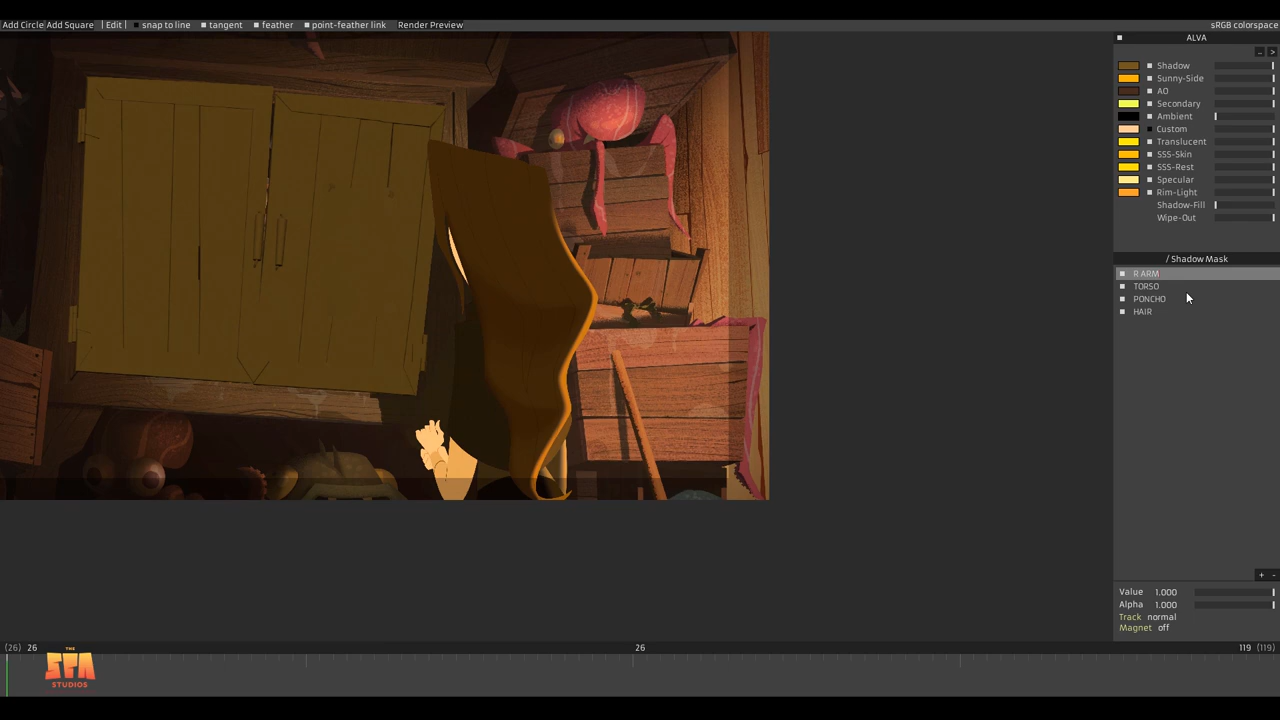 Add Circle Add Square | Edit | snap to line tangent feather point-feather link Render Preview sRGB colorspace
ALVA
.. >
Shadow
Sunny-Side
AO
Secondary
Ambient
Custom
Translucent
SSS-Skin
SSS-Rest
Specular
Rim-Light
Shadow-Fill
Wipe-Out
/ Shadow Mask
R ARM
TORSO
PONCHO
HAIR
+ -
Value 1.000
Alpha 1.000
Track normal
Magnet off
(26) 26 26 119 (119)
THE
SPA
STUDIOS